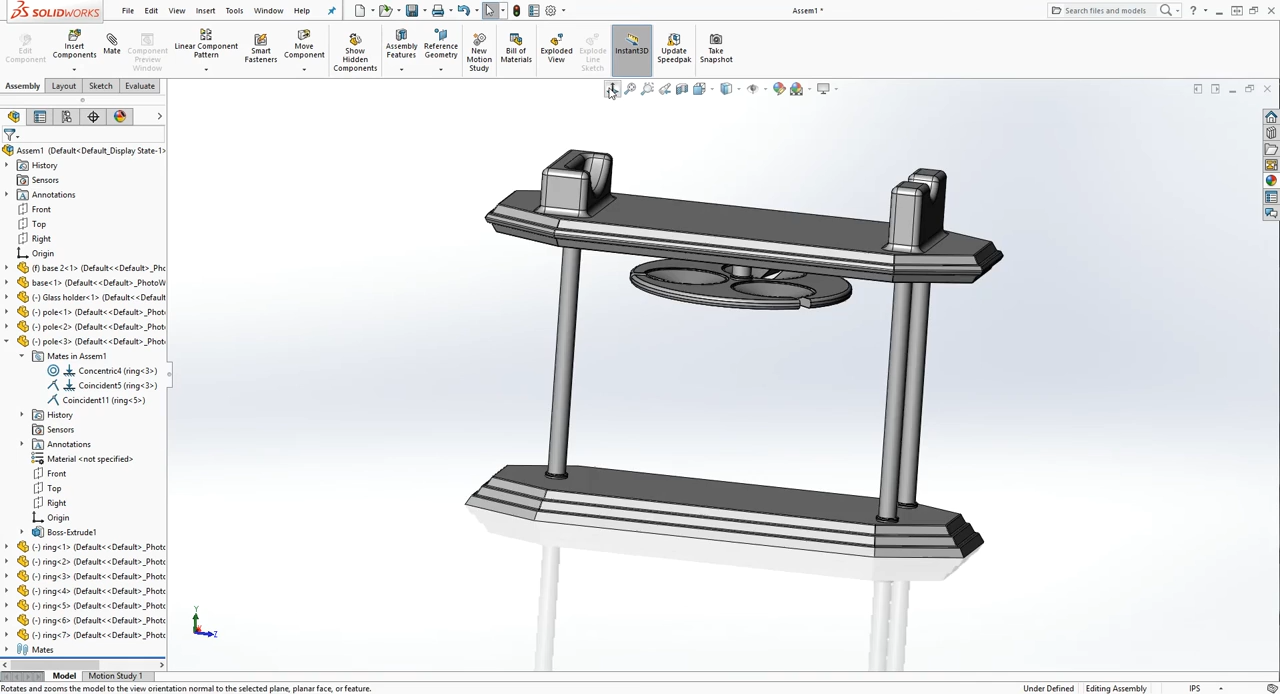 SOLIDWORKS
File
Edit
View
Insert
Tools
Window
Help
Assem1 *
Search files and models
Edit Component
Insert Components
Mate
Component Preview Window
Linear Component Pattern
Smart Fasteners
Move Component
Show Hidden Components
Assembly Features
Reference Geometry
New Motion Study
Bill of Materials
Exploded View
Explode Line Sketch
Instant3D
Update Speedpak
Take Snapshot
Assembly
Layout
Sketch
Evaluate
Assem1 (Default<Default_Display State-1>
History
Sensors
Annotations
Front
Top
Right
Origin
(f) base 2<1> (Default<<Default>_Pho
base<1> (Default<<Default>_PhotoW
(-) Glass holder<1> (Default<<Defaul
(-) pole<1> (Default<<Default>_Phot
(-) pole<2> (Default<<Default>_Phot
(-) pole<3> (Default<<Default>_Phot
Mates in Assem1
Concentric4 (ring<3>)
Coincident5 (ring<3>)
Coincident11 (ring<5>)
History
Sensors
Annotations
Material <not specified>
Front
Top
Right
Origin
Boss-Extrude1
(-) ring<1> (Default<<Default>_Photo
(-) ring<2> (Default<<Default>_Photo
(-) ring<3> (Default<<Default>_Photo
(-) ring<4> (Default<<Default>_Photo
(-) ring<5> (Default<<Default>_Photo
(-) ring<6> (Default<<Default>_Photo
(-) ring<7> (Default<<Default>_Photo
Mates
Y
Z
Model
Motion Study 1
Rotates and zooms the model to the view orientation normal to the selected plane, planar face, or feature.
Under Defined
Editing Assembly
IPS